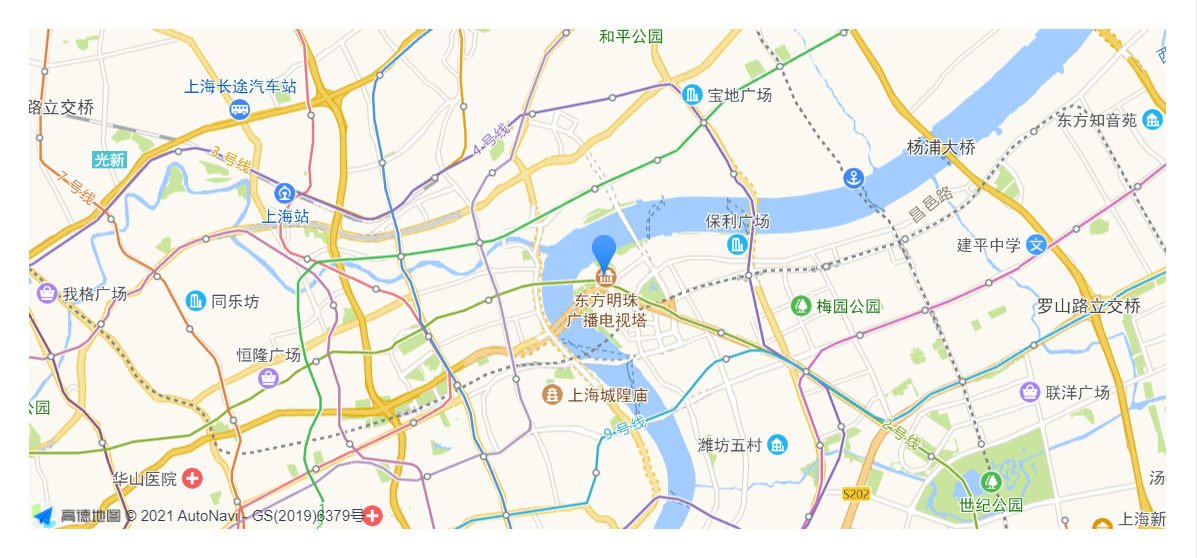 和平公园
西
上海长途汽车站
宝地广场
路立交桥
东方知音苑
4号线
杨浦大桥
光新
3号线
7号线
昌邑路
上海站
保利广场
建平中学
文
我格广场
同乐坊
东方明珠
广播电视塔
梅园公园
罗山路立交桥
恒隆广场
上海城隍庙
联洋广场
公园
9号线
2号线
潍坊五村
华山医院
汤
S202
世纪公园
高德地图 © 2021 AutoNavi - GS(2019)6379号
上海新